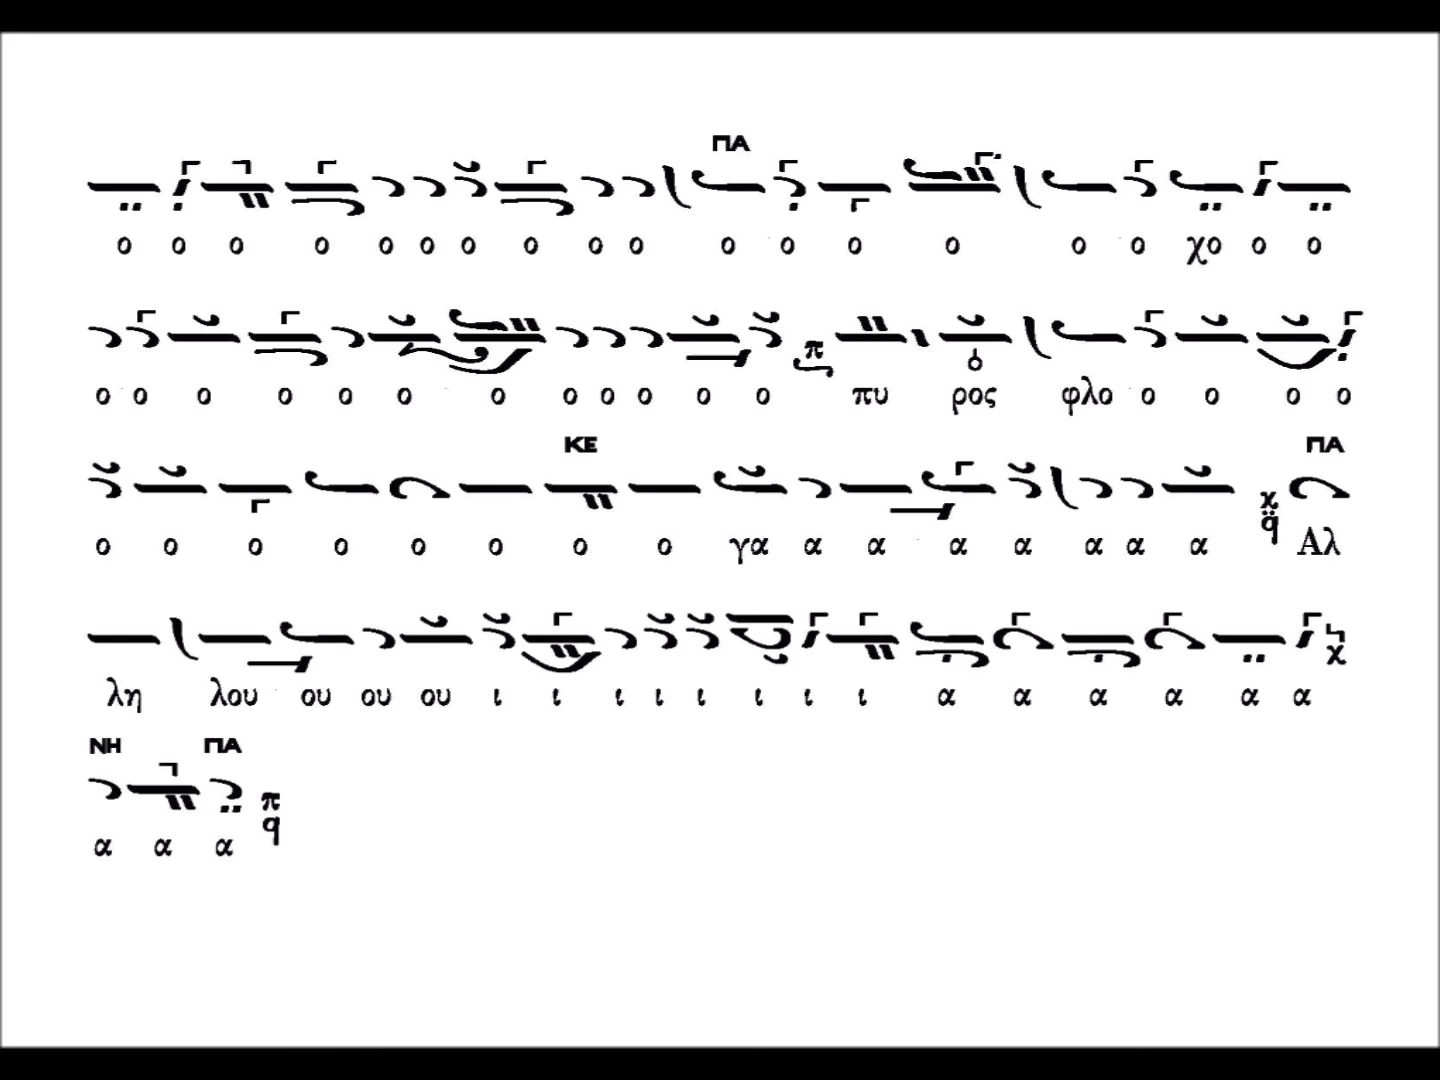 ΠΑ
ο ο ο ο ο ο ο ο ο ο ο ο ο ο ο ο χο ο ο
π
ο ο ο ο ο ο ο ο ο ο ο ο πυ ρος φλο ο ο ο ο
ΚΕ ΠΑ
χ q
ο ο ο ο ο ο ο ο γα α α α α α α α Αλ
χ
λη λου ου ου ου ι ι ι ι ι ι ι ι α α α α α α
ΝΗ ΠΑ
π q
α α α